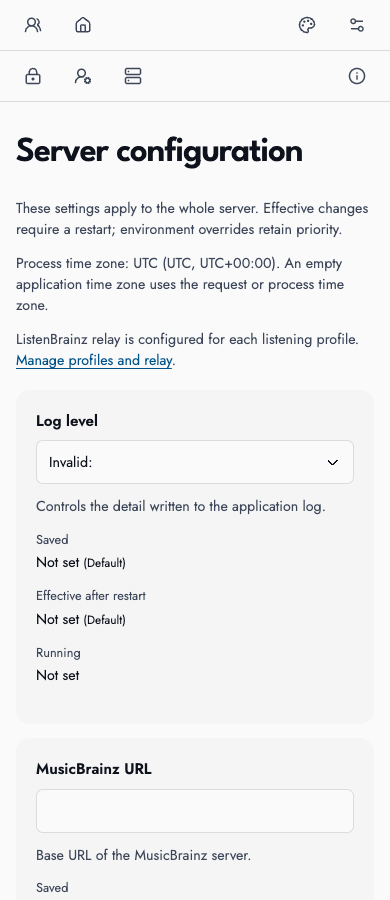 Server configuration
These settings apply to the whole server. Effective changes
require a restart; environment overrides retain priority.
Process time zone: UTC (UTC, UTC+00:00). An empty
application time zone uses the request or process time
zone.
ListenBrainz relay is configured for each listening profile.
Manage profiles and relay.
Log level
Invalid:
Controls the detail written to the application log.
Saved
Not set (Default)
Effective after restart
Not set (Default)
Running
Not set
MusicBrainz URL
Base URL of the MusicBrainz server.
Saved